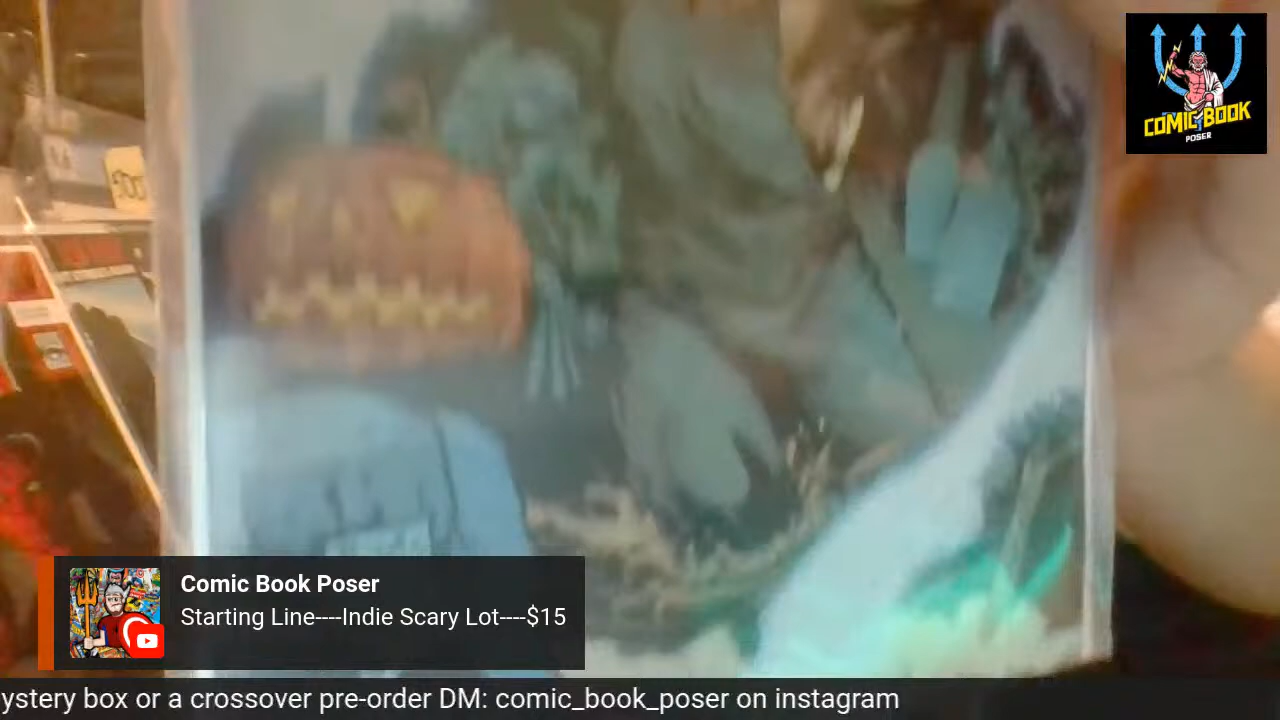 COMIC BOOK
POSER
Comic Book Poser
Starting Line----Indie Scary Lot----$15
ystery box or a crossover pre-order DM: comic_book_poser on instagram